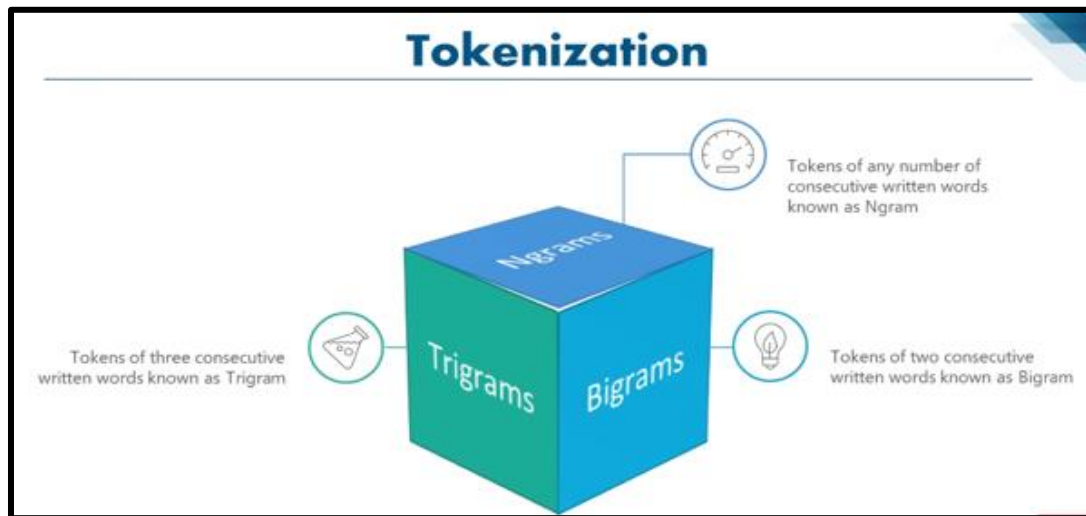 Tokenization
Tokens of any number of
consecutive written words
known as Ngram
Ngrams
Tokens of three consecutive
written words known as Trigram
Trigrams
Bigrams
Tokens of two consecutive
written words known as Bigram